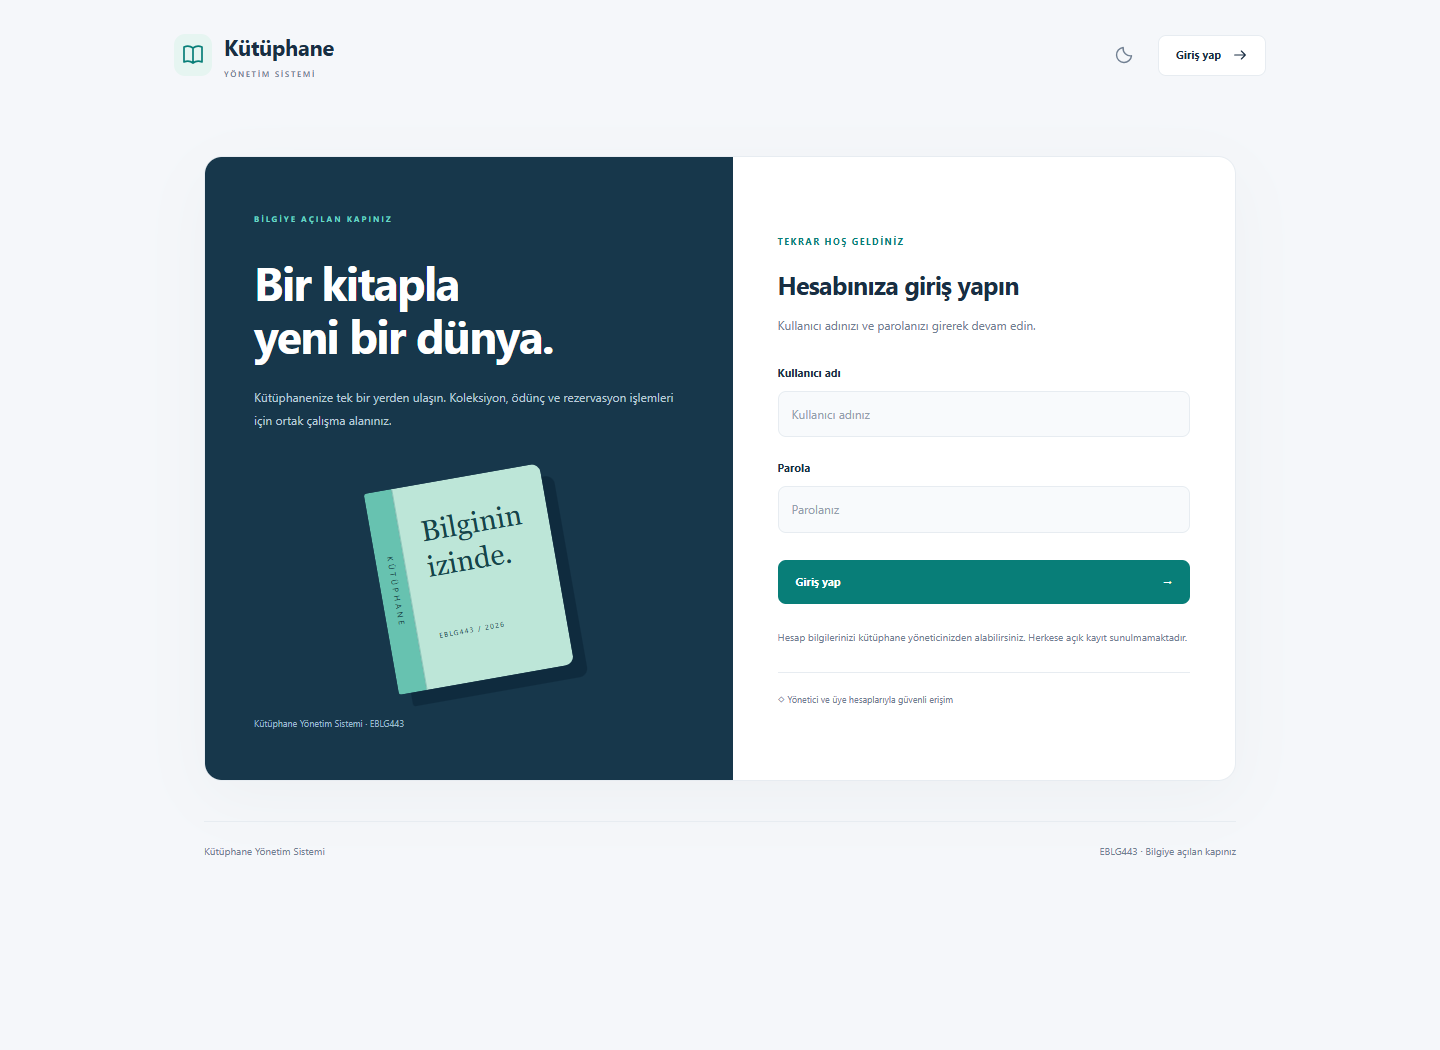 Kütüphane
YÖNETİM SİSTEMİ
Giriş yap →
BİLGİYE AÇILAN KAPINIZ
Bir kitapla
yeni bir dünya.
Kütüphanenize tek bir yerden ulaşın. Koleksiyon, ödünç ve rezervasyon işlemleri
için ortak çalışma alanınız.
KÜTÜPHANE
Bilginin
izinde.
EBLG443 / 2026
Kütüphane Yönetim Sistemi · EBLG443
TEKRAR HOŞ GELDİNİZ
Hesabınıza giriş yapın
Kullanıcı adınızı ve parolanızı girerek devam edin.
Kullanıcı adı
Kullanıcı adınız
Parola
Parolanız
Giriş yap →
Hesap bilgilerinizi kütüphane yöneticinizden alabilirsiniz. Herkese açık kayıt sunulmamaktadır.
◇ Yönetici ve üye hesaplarıyla güvenli erişim
Kütüphane Yönetim Sistemi
EBLG443 · Bilgiye açılan kapınız